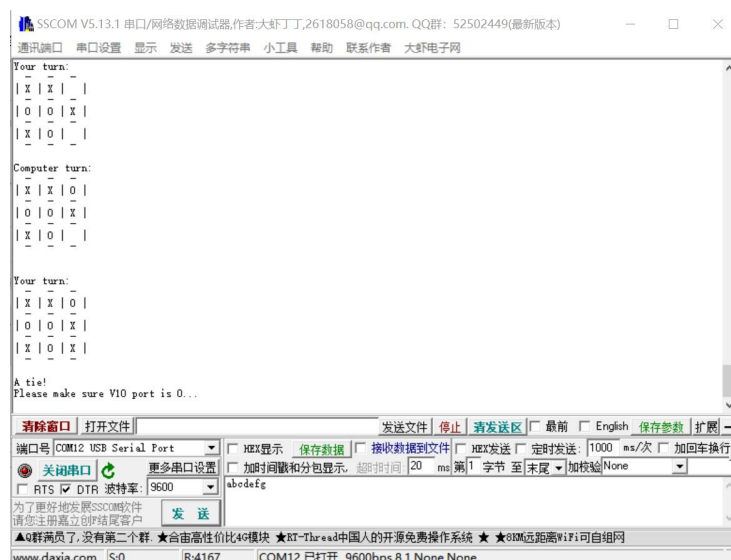 SSCOM V5.13.1 串口/网络数据调试器,作者:大虾丁丁,2618058@qq.com. QQ群: 52502449(最新版本)
通讯端口 串口设置 显示 发送 多字符串 小工具 帮助 联系作者 大虾电子网
Your turn:
| X | X |   |
| O | O | X |
| X | O |   |
Computer turn:
| X | X | O |
| O | O | X |
| X | O |   |
Your turn:
| X | X | O |
| O | O | X |
| X | O | X |
A tie!
Please make sure V10 port is 0...
清除窗口 打开文件 发送文件 停止 清发送区 最前 English 保存参数 扩展 —
端口号 COM12 USB Serial Port HEX显示 保存数据 接收数据到文件 HEX发送 定时发送: 1000 ms/次 加回车换行
关闭串口 更多串口设置 加时间戳和分包显示, 超时时间: 20 ms 第1 字节 至 末尾 加校验 None
RTS DTR 波特率: 9600 abcdefg
为了更好地发展SSCOM软件
请您注册嘉立创F结尾客户 发 送
▲Q群满员了,没有第二个群. ★合宙高性价比4G模块 ★RT-Thread中国人的开源免费操作系统 ★ ★8KM远距离WiFi可自组网
www.daxia.com S:0 R:4167 COM12 已打开 9600bps,8,1,None,None